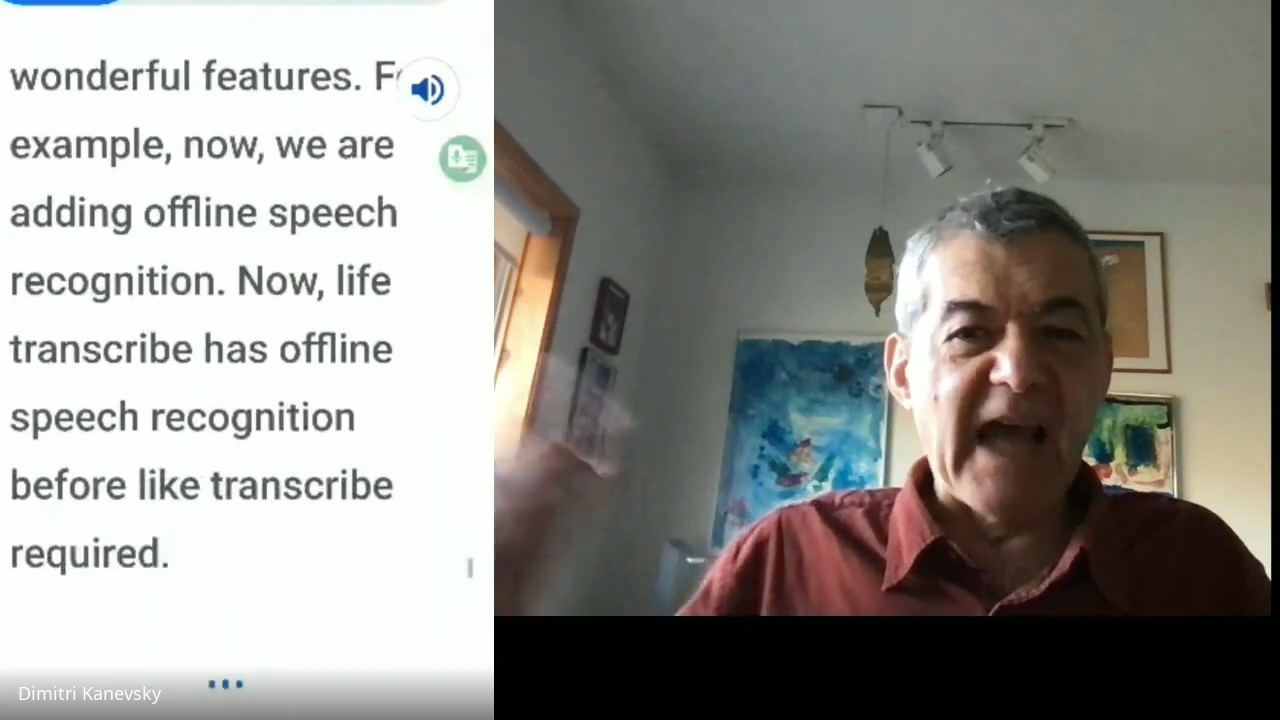 wonderful features.
example, now, we are
adding offline speech
recognition. Now, life
transcribe has offline
speech recognition
before like transcribe
required.
Dimitri Kanevsky